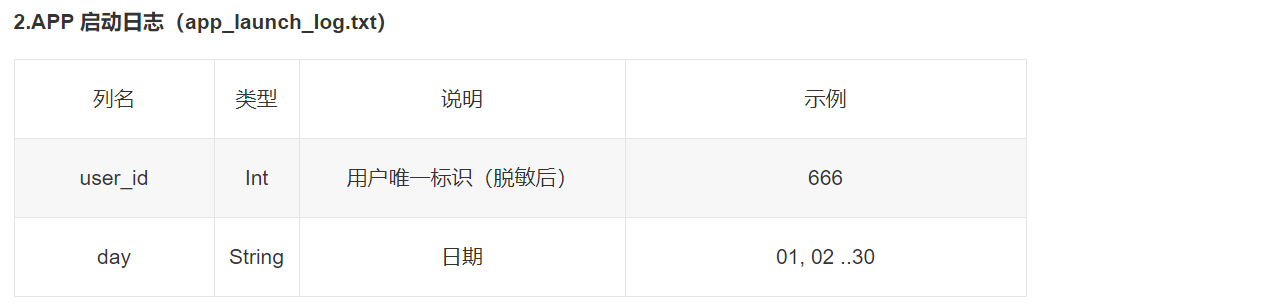 2.APP 启动日志（app_launch_log.txt）
列名 类型 说明 示例
user_id Int 用户唯一标识（脱敏后） 666
day String 日期 01, 02 ..30